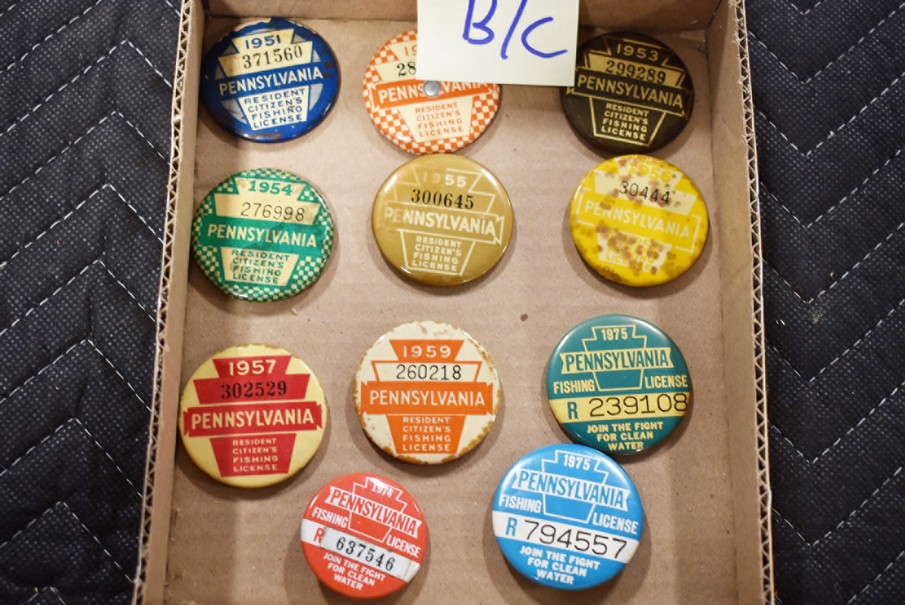 B/C
1951
371560
PENNSYLVANIA
RESIDENT
CITIZEN'S
FISHING
LICENSE
PENNSYLVANIA
RESIDENT
CITIZEN'S
FISHING
LICENSE
1953
299289
PENNSYLVANIA
RESIDENT
CITIZEN'S
FISHING
LICENSE
1954
276998
PENNSYLVANIA
RESIDENT
CITIZEN'S
FISHING
LICENSE
1955
300645
PENNSYLVANIA
RESIDENT
CITIZEN'S
FISHING
LICENSE
30444
PENNSYLVANIA
1957
302529
PENNSYLVANIA
RESIDENT
CITIZEN'S
FISHING
LICENSE
1959
260218
PENNSYLVANIA
RESIDENT
CITIZEN'S
FISHING
LICENSE
1975
PENNSYLVANIA
FISHING LICENSE
R 239108
JOIN THE FIGHT
FOR CLEAN
WATER
1974
PENNSYLVANIA
FISHING LICENSE
R 637546
JOIN THE FIGHT
FOR CLEAN
WATER
1975
PENNSYLVANIA
FISHING LICENSE
R 794557
JOIN THE FIGHT
FOR CLEAN
WATER